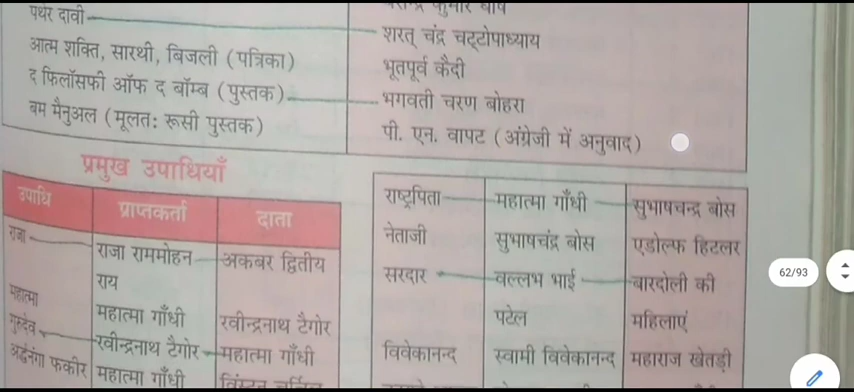 पथेर दावी
शरत् चंद्र चट्टोपाध्याय
आत्म शक्ति, सारथी, बिजली (पत्रिका)
भूतपूर्व कैदी
द फिलॉसफी ऑफ द बॉम्ब (पुस्तक)
भगवती चरण बोहरा
बम मैनुअल (मूलतः रूसी पुस्तक)
पी. एन. वापट (अंग्रेजी में अनुवाद)
प्रमुख उपाधियाँ
उपाधि प्राप्तकर्ता दाता
राजा राजा राममोहन राय अकबर द्वितीय
महात्मा महात्मा गाँधी रवीन्द्रनाथ टैगोर
गुरुदेव रवीन्द्रनाथ टैगोर महात्मा गाँधी
अर्द्धनंगा फकीर महात्मा गाँधी विंस्टन चर्चिल
राष्ट्रपिता महात्मा गाँधी सुभाषचन्द्र बोस
नेताजी सुभाषचंद्र बोस एडोल्फ हिटलर
सरदार वल्लभ भाई बारदोली की
पटेल महिलाएं
विवेकानन्द स्वामी विवेकानन्द महाराज खेतड़ी
62/93